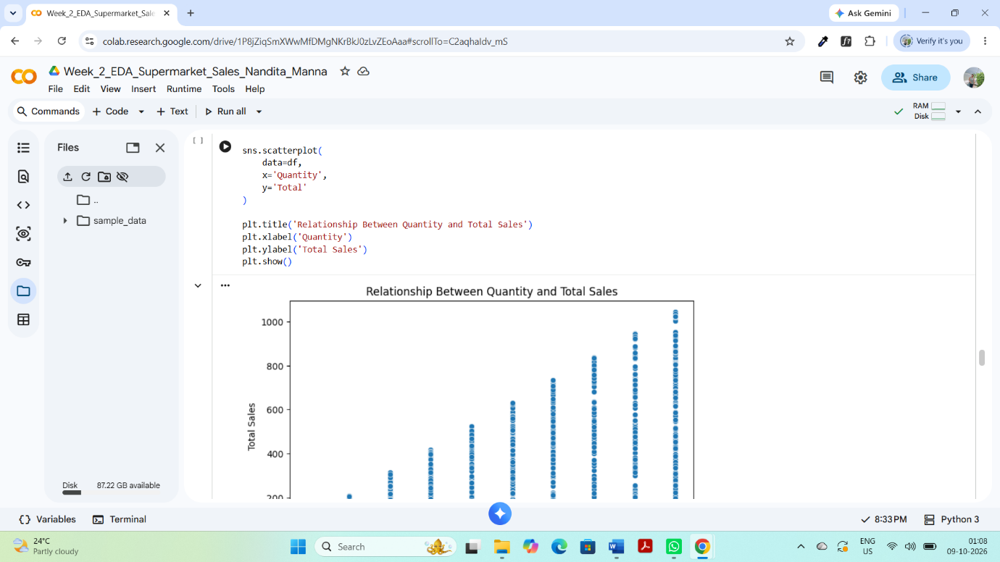 Week_2_EDA_Supermarket_Sale
Ask Gemini
colab.research.google.com/drive/1P8jZiqSmXWwMfDMgNKrBkJ0zLvZEoAaa#scrollTo=C2aqhaIdv_mS
Verify it's you
Week_2_EDA_Supermarket_Sales_Nandita_Manna
File Edit View Insert Runtime Tools Help
Share
Commands + Code + Text Run all
RAM
Disk
Files
..
sample_data
Disk 87.22 GB available
[ ]
sns.scatterplot(
data=df,
x='Quantity',
y='Total'
)
plt.title('Relationship Between Quantity and Total Sales')
plt.xlabel('Quantity')
plt.ylabel('Total Sales')
plt.show()
Relationship Between Quantity and Total Sales
1000
800
600
400
200
Total Sales
Variables Terminal
8:33 PM Python 3
24°C
Partly cloudy
Search
ENG
US
01:08
09-10-2026